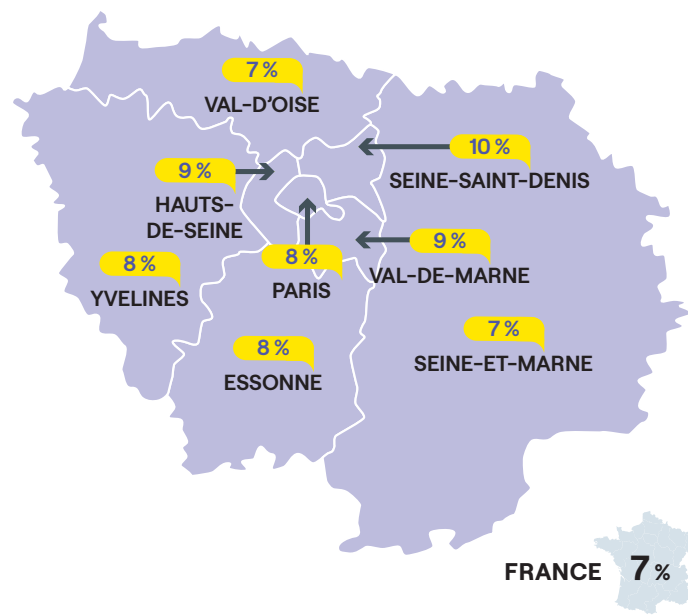 7 %
VAL-D'OISE
10 %
SEINE-SAINT-DENIS
9 %
HAUTS-
DE-SEINE
9 %
VAL-DE-MARNE
8 %
PARIS
8 %
YVELINES
7 %
SEINE-ET-MARNE
8 %
ESSONNE
FRANCE 7 %